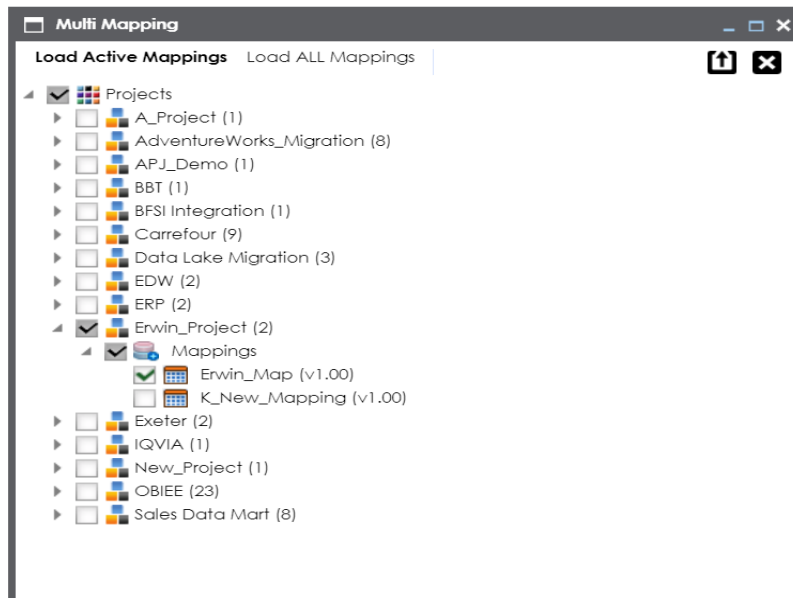 Multi Mapping
Load Active Mappings Load ALL Mappings
Projects
A_Project (1)
AdventureWorks_Migration (8)
APJ_Demo (1)
BBT (1)
BFSI Integration (1)
Carrefour (9)
Data Lake Migration (3)
EDW (2)
ERP (2)
Erwin_Project (2)
Mappings
Erwin_Map (v1.00)
K_New_Mapping (v1.00)
Exeter (2)
IQVIA (1)
New_Project (1)
OBIEE (23)
Sales Data Mart (8)